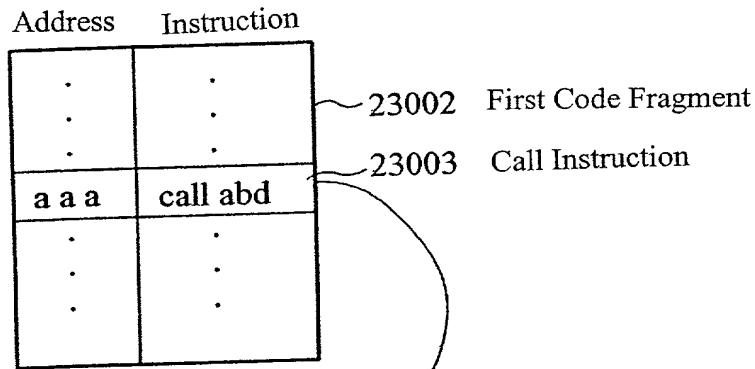 Address Instruction
23002 First Code Fragment
23003 Call Instruction
a a a call abd